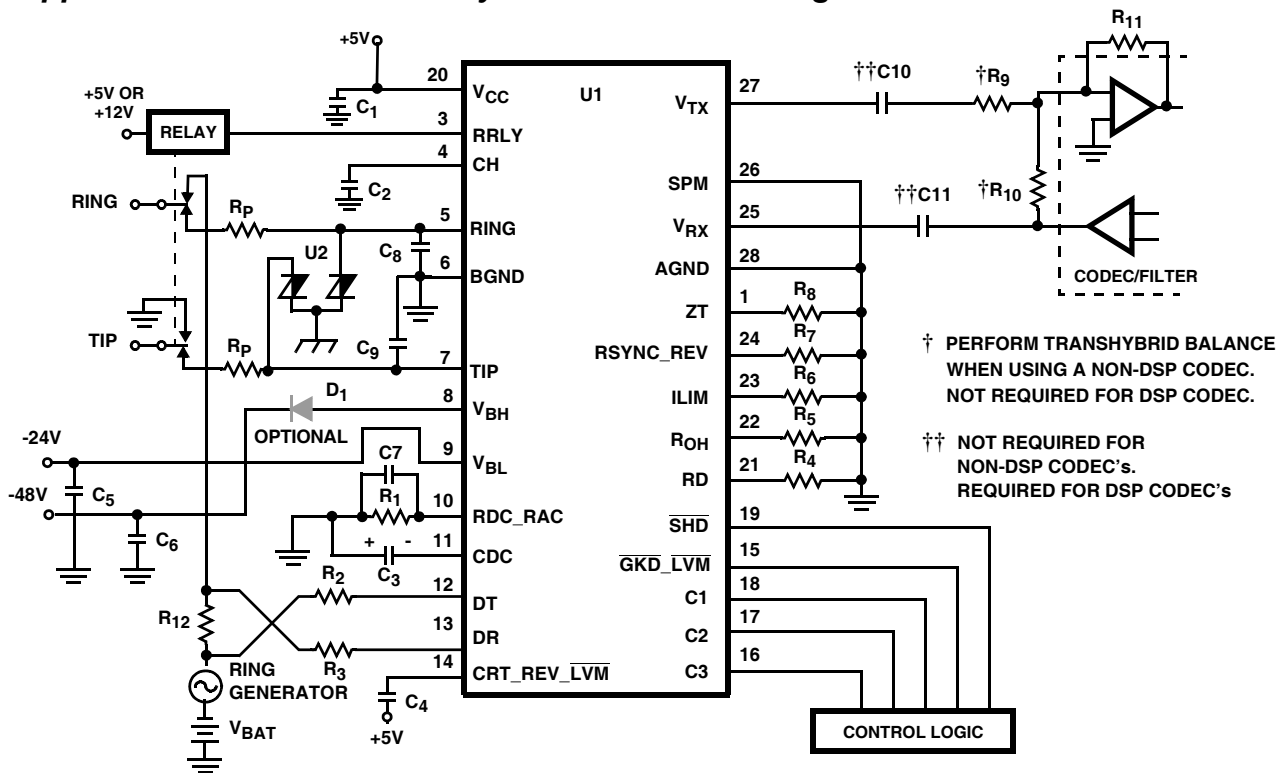 +5V
+5V OR
+12V
RELAY
RING
TIP
C1
C2
RP
U2
C8
C9
RP
D1
OPTIONAL
-24V
-48V
C5
C6
C7
R1
+ -
C3
R2
R3
R12
RING
GENERATOR
VBAT
C4
+5V
U1
20 VCC
3 RRLY
4 CH
5 RING
6 BGND
7 TIP
8 VBH
9 VBL
10 RDC_RAC
11 CDC
12 DT
13 DR
14 CRT_REV_LVM
VTX 27
SPM 26
VRX 25
AGND 28
ZT 1
RSYNC_REV 24
ILIM 23
ROH 22
RD 21
SHD 19
GKD_LVM 15
C1 18
C2 17
C3 16
R8
R7
R6
R5
R4
††C10
†R9
R11
††C11
†R10
CODEC/FILTER
† PERFORM TRANSHYBRID BALANCE
WHEN USING A NON-DSP CODEC.
NOT REQUIRED FOR DSP CODEC.
†† NOT REQUIRED FOR
NON-DSP CODEC's.
REQUIRED FOR DSP CODEC's
CONTROL LOGIC